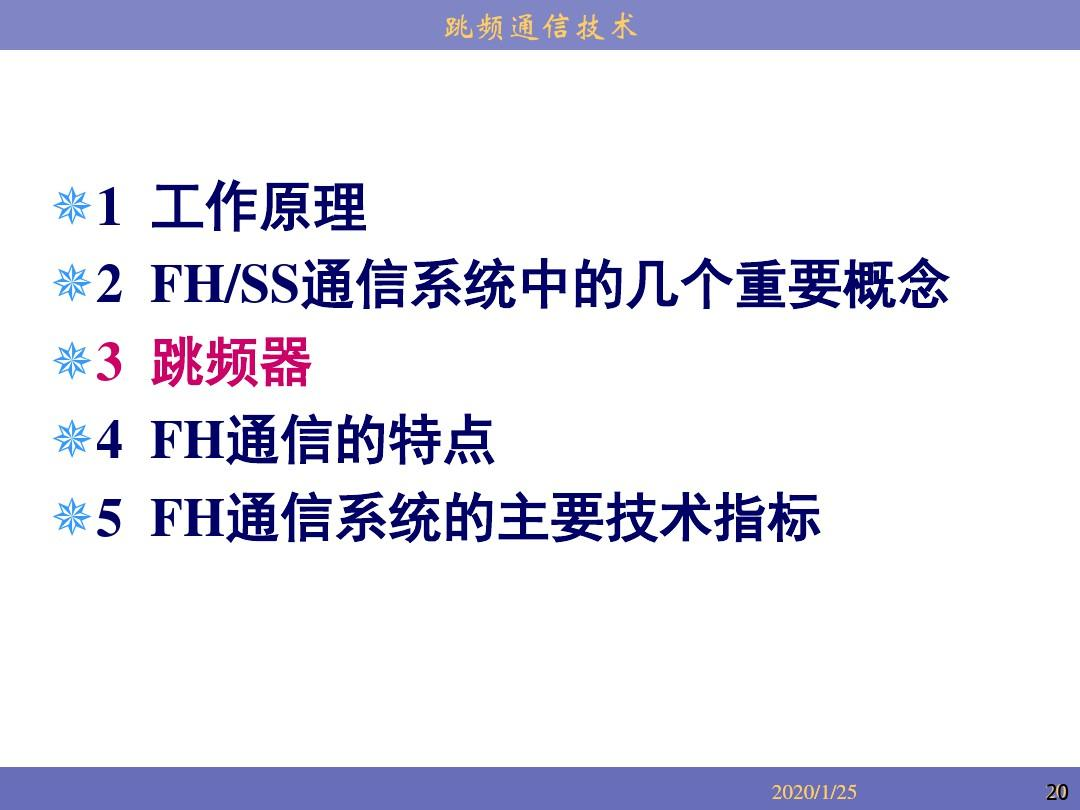 跳频通信技术
1 工作原理
2 FH/SS通信系统中的几个重要概念
3 跳频器
4 FH通信的特点
5 FH通信系统的主要技术指标
2020/1/25
20